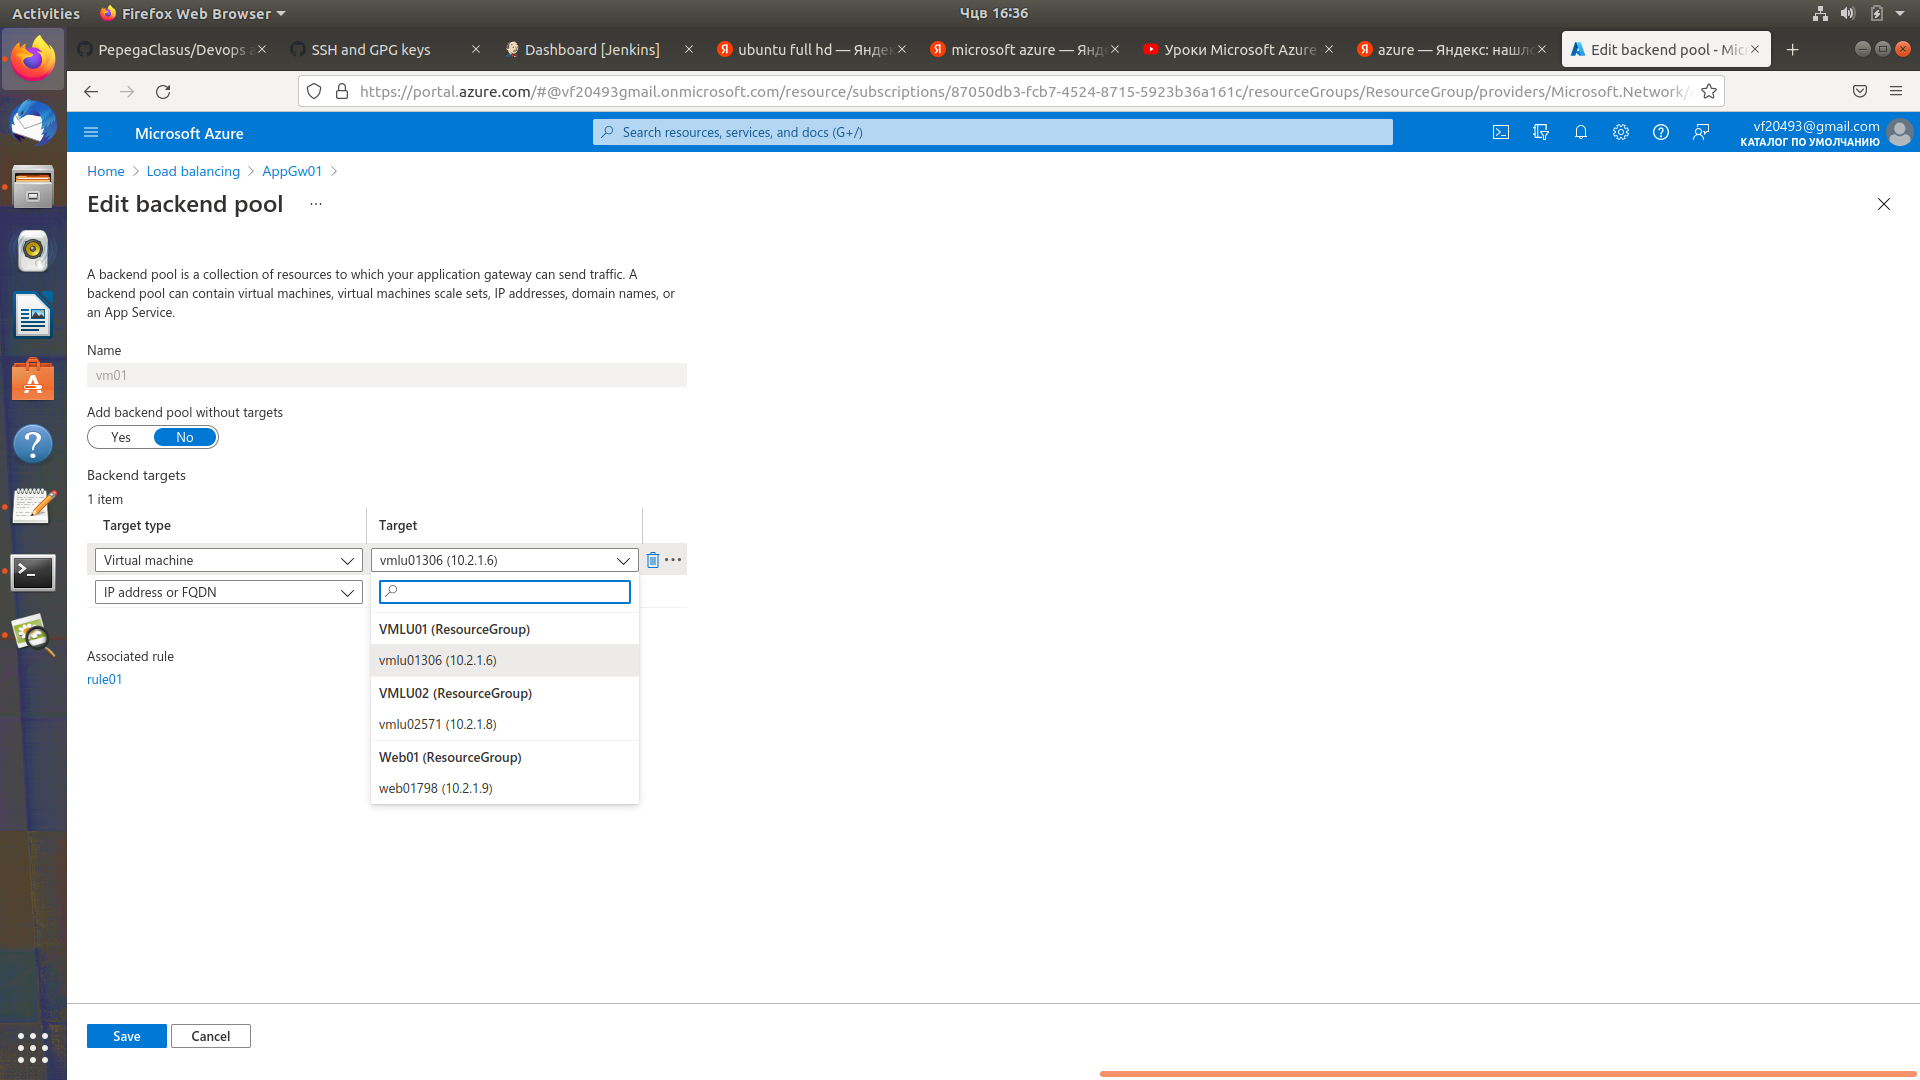 Activities
Firefox Web Browser
Чцв 16:36
PepegaClasus/Devops a
SSH and GPG keys
Dashboard [Jenkins]
ubuntu full hd — Яндек
microsoft azure — Янд
Уроки Microsoft Azure
azure — Яндекс: нашло
Edit backend pool - Mic
https://portal.azure.com/#@vf20493gmail.onmicrosoft.com/resource/subscriptions/87050db3-fcb7-4524-8715-5923b36a161c/resourceGroups/ResourceGroup/providers/Microsoft.Network/
Microsoft Azure
Search resources, services, and docs (G+/)
vf20493@gmail.com
КАТАЛОГ ПО УМОЛЧАНИЮ
Home > Load balancing > AppGw01 >
Edit backend pool ...
A backend pool is a collection of resources to which your application gateway can send traffic. A
backend pool can contain virtual machines, virtual machines scale sets, IP addresses, domain names, or
an App Service.
Name
vm01
Add backend pool without targets
Yes No
Backend targets
1 item
Target type Target
Virtual machine vmlu01306 (10.2.1.6)
IP address or FQDN
VMLU01 (ResourceGroup)
vmlu01306 (10.2.1.6)
VMLU02 (ResourceGroup)
vmlu02571 (10.2.1.8)
Web01 (ResourceGroup)
web01798 (10.2.1.9)
Associated rule
rule01
Save Cancel